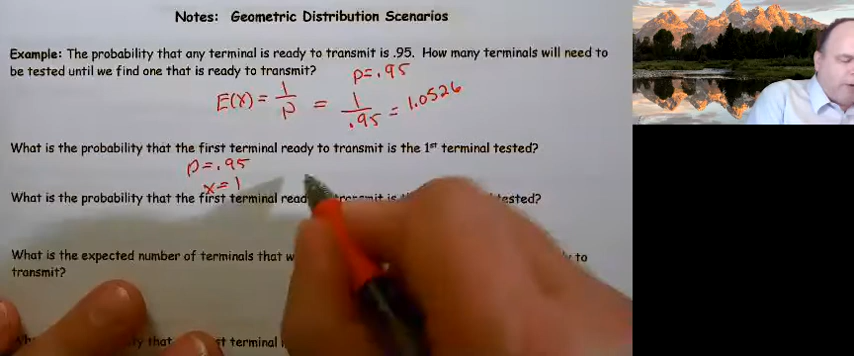 Notes: Geometric Distribution Scenarios
Example: The probability that any terminal is ready to transmit is .95. How many terminals will need to
be tested until we find one that is ready to transmit?
p=.95
E(X) = 1/p = 1/.95 = 1.0526
What is the probability that the first terminal ready to transmit is the 1st terminal tested?
p=.95
x=1
What is the probability that the first terminal transmit is tested?
What is the expected number of terminals that to
transmit?
that terminal